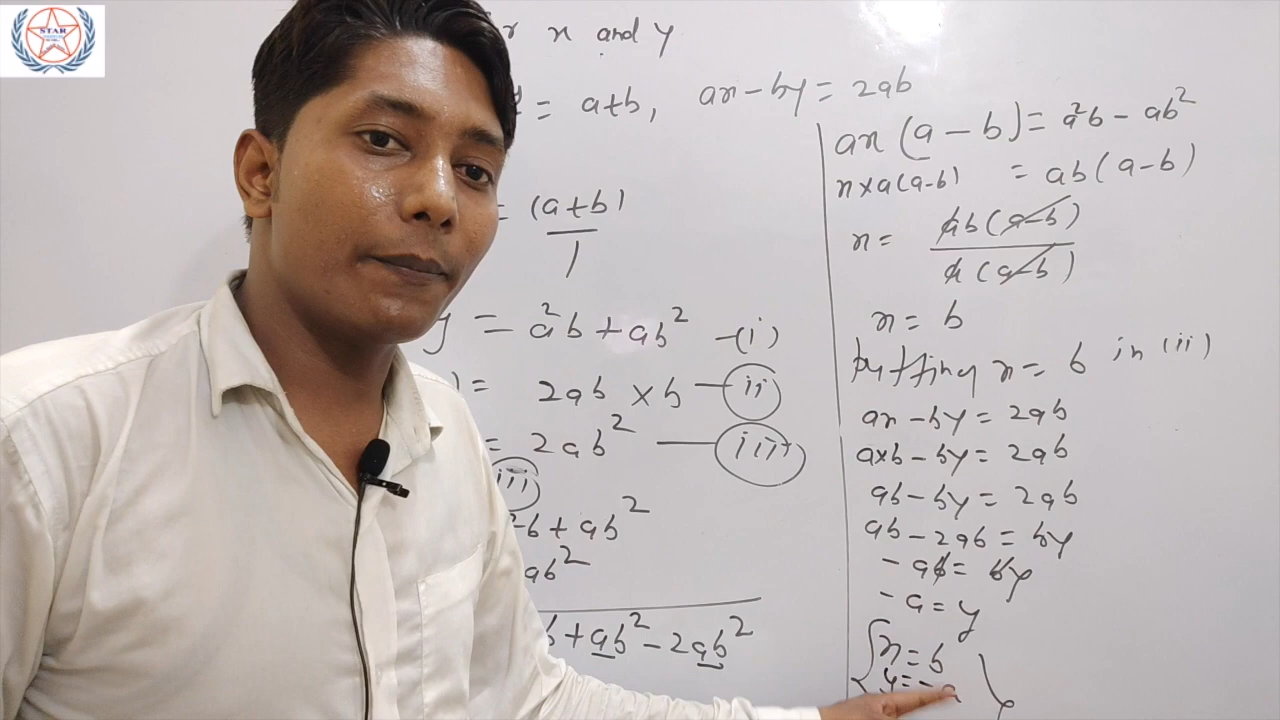 STAR
x and y
= a+b, ax-by = 2ab
= (a+b)
1
y = a²b + ab² -(i)
)= 2ab × b — (ii)
= 2ab² — (iii)
(iii)
²b + ab²
ab²
b + ab² - 2ab²
ax (a - b) = a²b - ab²
x×a(a-b) = ab(a-b)
x = ab(a-b)
a(a-b)
x = b
putting x = b in (ii)
ax - by = 2ab
a×b - by = 2ab
ab - by = 2ab
ab - 2ab = by
- ab = by
- a = y
x = b
y = - a